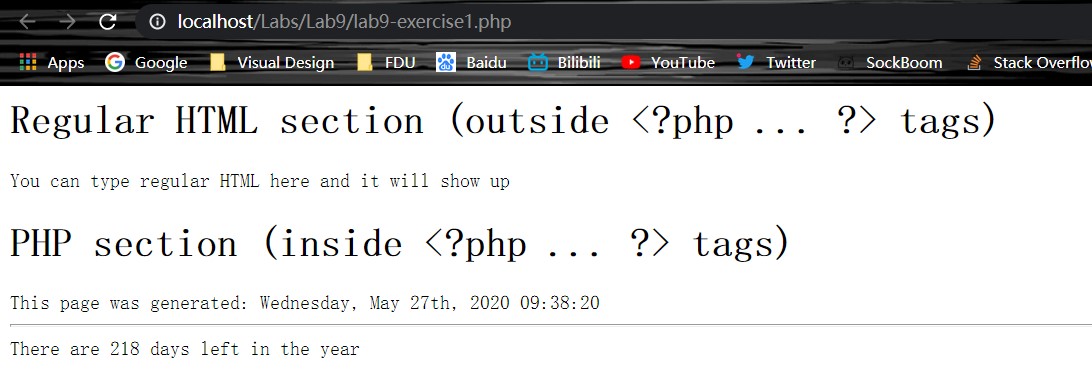 localhost/Labs/Lab9/lab9-exercise1.php
Apps Google Visual Design FDU Baidu Bilibili YouTube Twitter SockBoom Stack Overflo
Regular HTML section (outside <?php ... ?> tags)
You can type regular HTML here and it will show up
PHP section (inside <?php ... ?> tags)
This page was generated: Wednesday, May 27th, 2020 09:38:20
There are 218 days left in the year